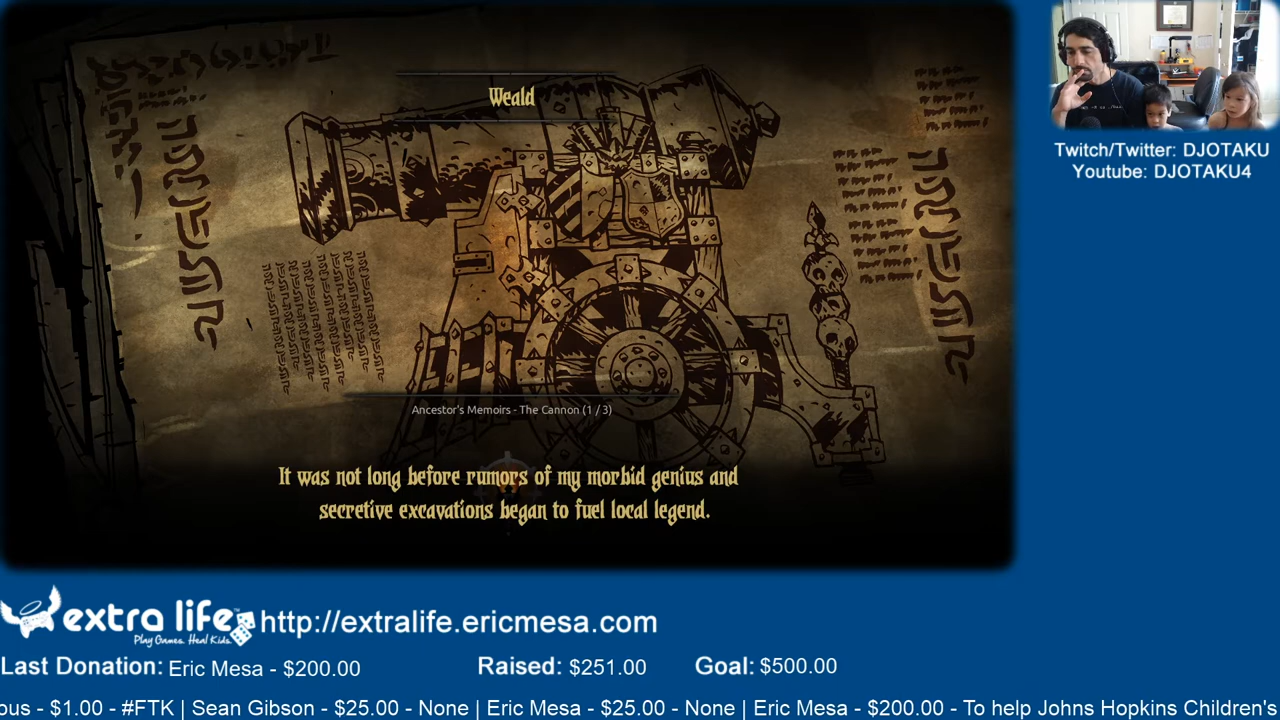 Weald
Ancestor's Memoirs - The Cannon (1 / 3)
It was not long before rumors of my morbid genius and
secretive excavations began to fuel local legend.
Twitch/Twitter: DJOTAKU
Youtube: DJOTAKU4
extra life
Play Games. Heal Kids.
http://extralife.ericmesa.com
Last Donation: Eric Mesa - $200.00
Raised: $251.00
Goal: $500.00
ous - $1.00 - #FTK | Sean Gibson - $25.00 - None | Eric Mesa - $25.00 - None | Eric Mesa - $200.00 - To help Johns Hopkins Children's